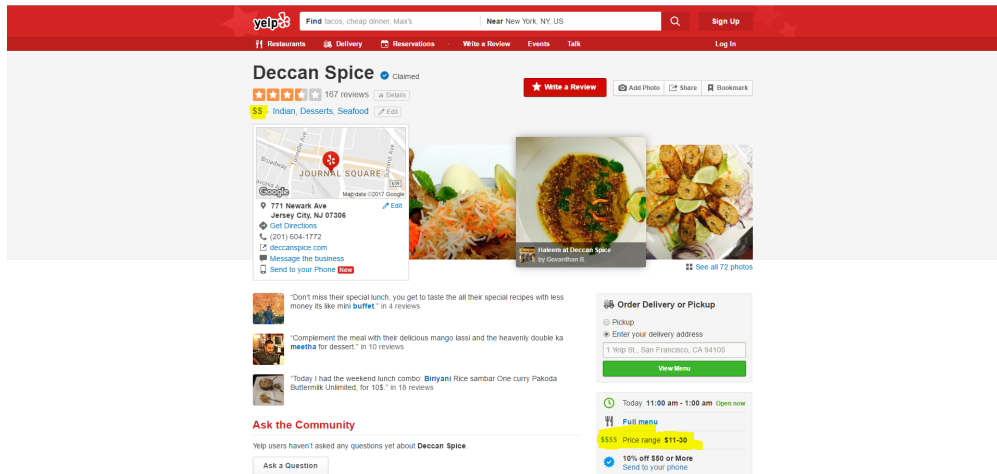 yelp
Find tacos, cheap dinner, Max's
Near New York, NY, US
Sign Up
Restaurants
Delivery
Reservations
Write a Review
Events
Talk
Log In
Deccan Spice
Claimed
167 reviews
Details
$$ · Indian, Desserts, Seafood
Edit
Write a Review
Add Photo
Share
Bookmark
Broadway
Tonnelle Ave
Summit Ave
JOURNAL SQUARE
639
Google
Map data ©2017 Google
771 Newark Ave
Edit
Jersey City, NJ 07306
Get Directions
(201) 604-1772
deccanspice.com
Message the business
Send to your Phone New
Haleem at Deccan Spice
by Govardhan B.
See all 72 photos
"Don't miss their special lunch, you get to taste the all their special recipes with less
money its like mini buffet." in 4 reviews
"Complement the meal with their delicious mango lassi and the heavenly double ka
meetha for dessert." in 10 reviews
"Today I had the weekend lunch combo: Biriyani Rice sambar One curry Pakoda
Buttermilk Unlimited, for 10$." in 18 reviews
Ask the Community
Yelp users haven't asked any questions yet about Deccan Spice.
Ask a Question
Order Delivery or Pickup
Pickup
Enter your delivery address
1 Yelp St., San Francisco, CA 94105
View Menu
Today 11:00 am - 1:00 am Open now
Full menu
$$$$ Price range $11-30
10% off $50 or More
Send to your phone